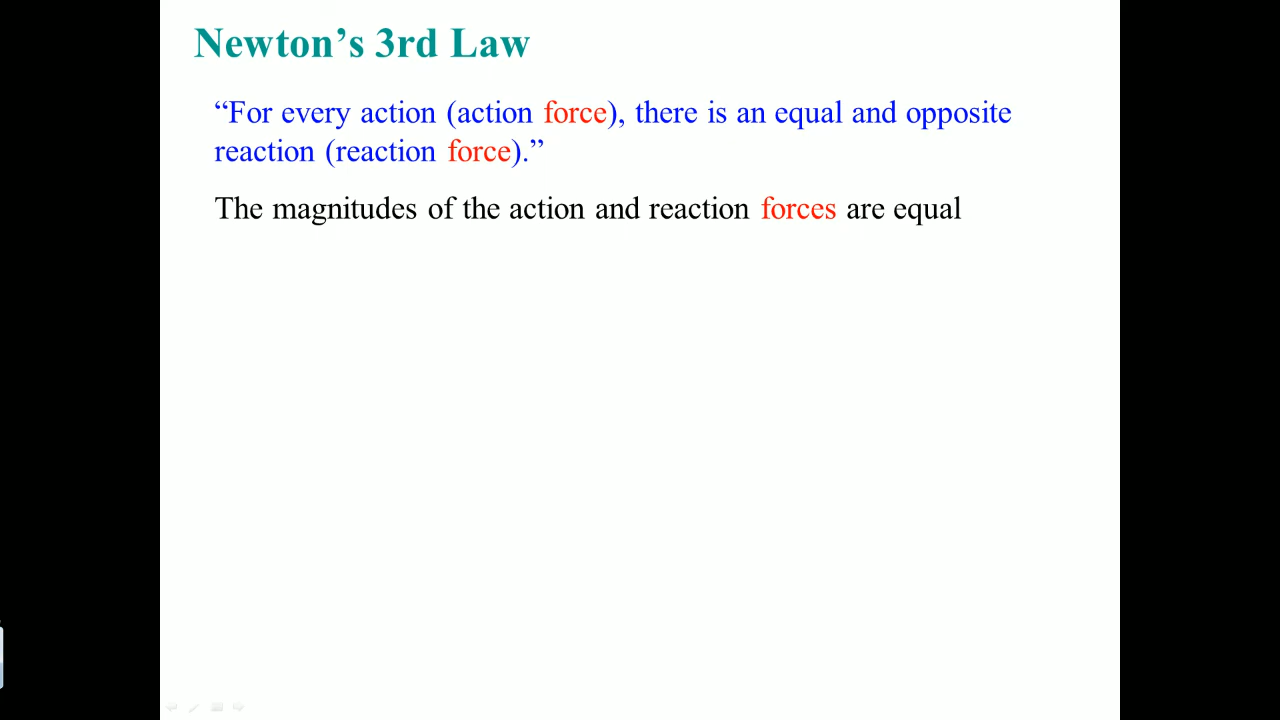 Newton’s 3rd Law
“For every action (action force), there is an equal and opposite
reaction (reaction force).”
The magnitudes of the action and reaction forces are equal